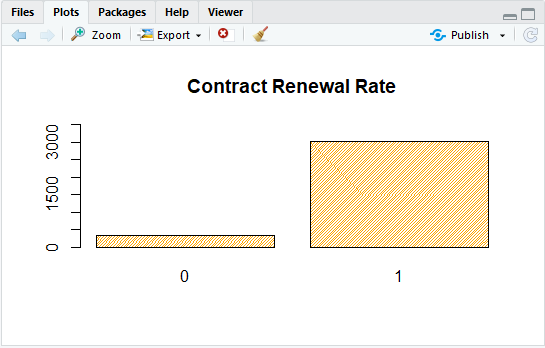 Files Plots Packages Help Viewer
Zoom Export Publish
Contract Renewal Rate
3000
1500
0
0 1